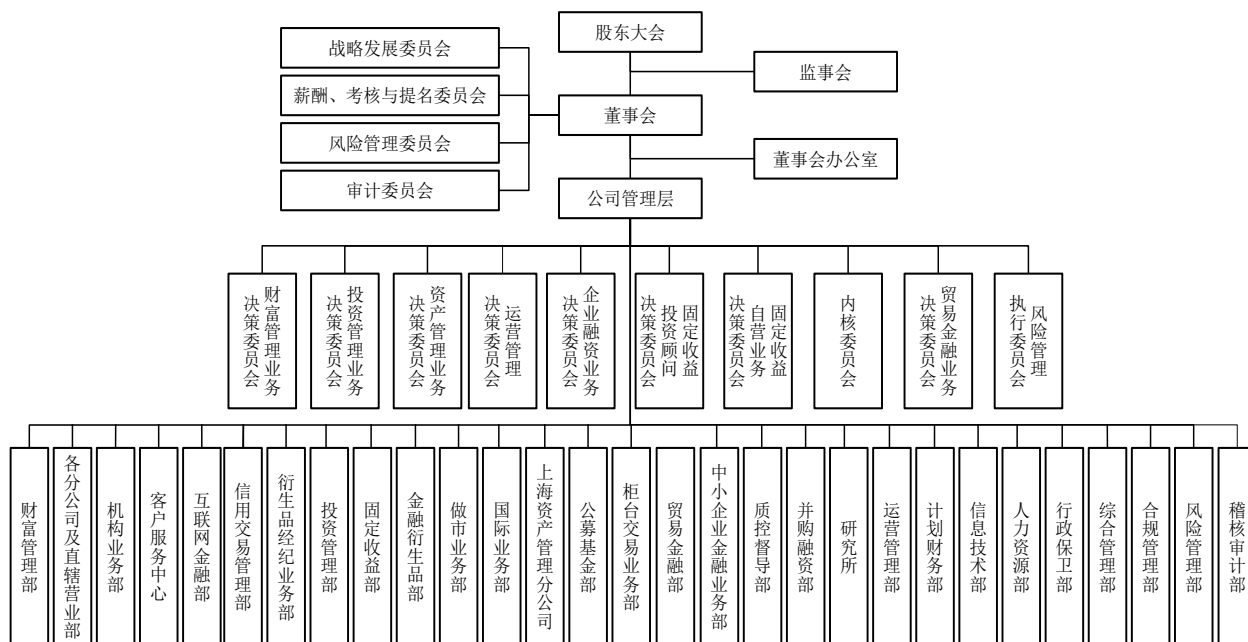 股东大会
战略发展委员会
监事会
薪酬、考核与提名委员会
董事会
风险管理委员会
董事会办公室
审计委员会
公司管理层
财富管理业务
决策委员会
投资管理业务
决策委员会
资产管理业务
决策委员会
运营管理
决策委员会
企业融资业务
决策委员会
固定收益
投资顾问
决策委员会
固定收益
自营业务
决策委员会
内核委员会
贸易金融业务
决策委员会
风险管理
执行委员会
财富管理部
各分公司及直辖营业部
机构业务部
客户服务中心
互联网金融部
信用交易管理部
衍生品经纪业务部
投资管理部
固定收益部
金融衍生品部
做市业务部
国际业务部
上海资产管理分公司
公募基金部
柜台交易业务部
贸易金融部
中小企业金融业务部
质控督导部
并购融资部
研究所
运营管理部
计划财务部
信息技术部
人力资源部
行政保卫部
综合管理部
合规管理部
风险管理部
稽核审计部